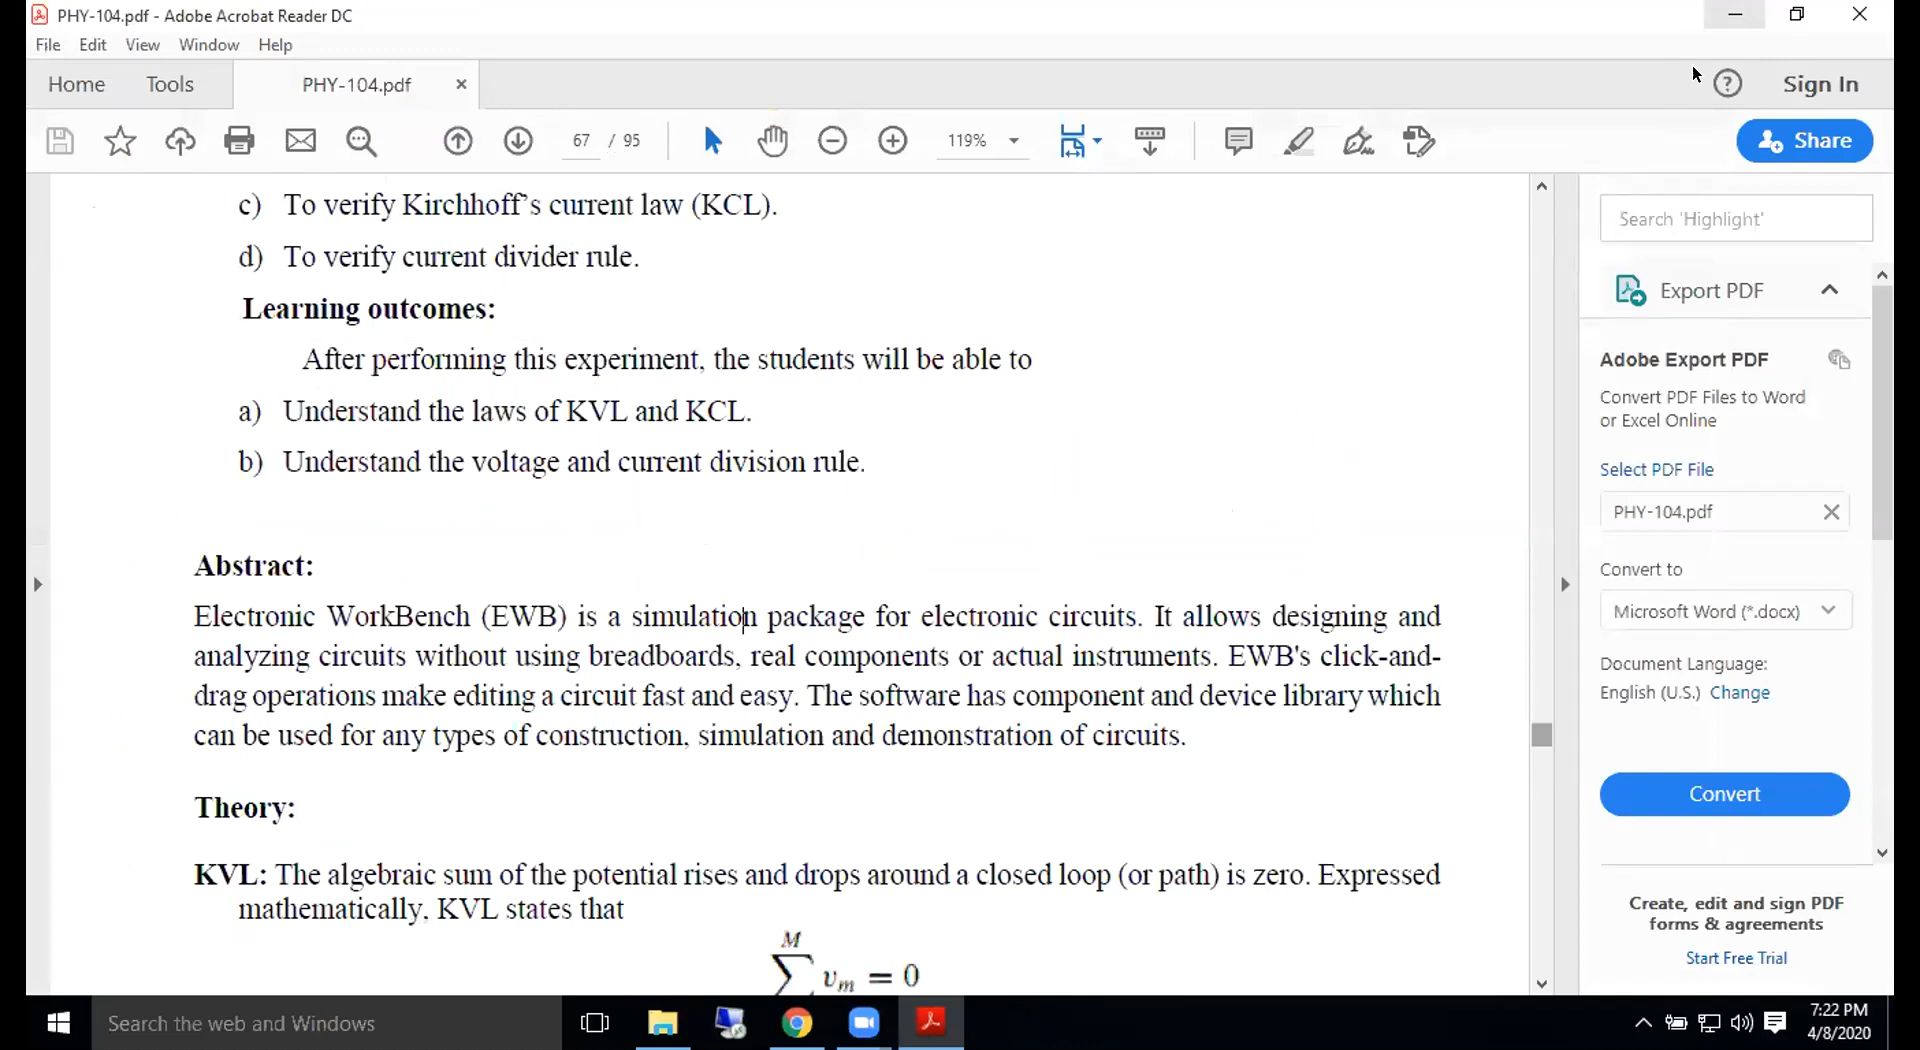 PHY-104.pdf - Adobe Acrobat Reader DC
File Edit View Window Help
Home Tools PHY-104.pdf × Sign In
67 / 95 119% Share
c) To verify Kirchhoff's current law (KCL).
d) To verify current divider rule.
Learning outcomes:
After performing this experiment, the students will be able to
a) Understand the laws of KVL and KCL.
b) Understand the voltage and current division rule.
Abstract:
Electronic WorkBench (EWB) is a simulation package for electronic circuits. It allows designing and
analyzing circuits without using breadboards, real components or actual instruments. EWB's click-and-
drag operations make editing a circuit fast and easy. The software has component and device library which
can be used for any types of construction, simulation and demonstration of circuits.
Theory:
KVL: The algebraic sum of the potential rises and drops around a closed loop (or path) is zero. Expressed
mathematically, KVL states that
M
∑ vm = 0
Search 'Highlight'
Export PDF
Adobe Export PDF
Convert PDF Files to Word
or Excel Online
Select PDF File
PHY-104.pdf
Convert to
Microsoft Word (*.docx)
Document Language:
English (U.S.) Change
Convert
Create, edit and sign PDF
forms & agreements
Start Free Trial
Search the web and Windows
7:22 PM
4/8/2020